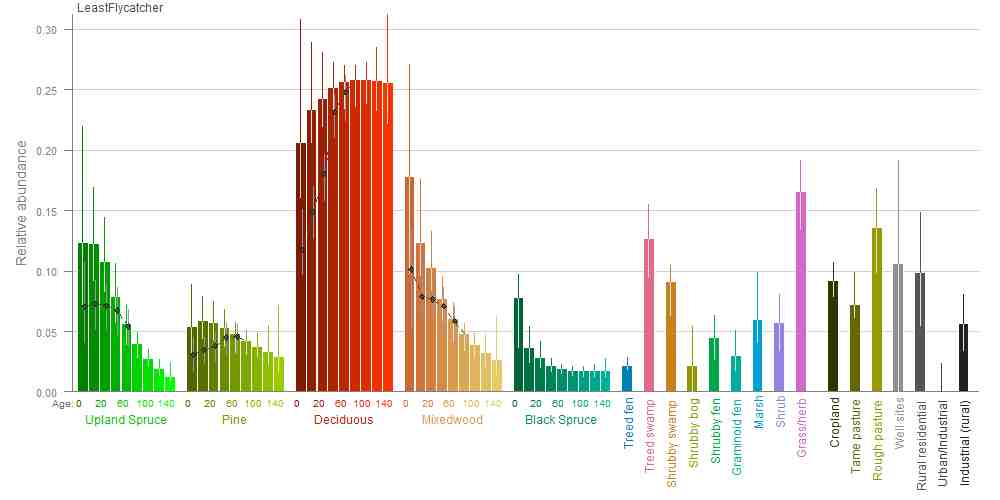 LeastFlycatcher
Relative abundance
0.30
0.25
0.20
0.15
0.10
0.05
0.00
Age: 0 20 60 100 140 0 20 60 100 140 0 20 60 100 140 0 20 60 100 140 0 20 60 100 140
Upland Spruce Pine Deciduous Mixedwood Black Spruce
Treed fen
Treed swamp
Shrubby swamp
Shrubby bog
Shrubby fen
Graminoid fen
Marsh
Shrub
Grass/herb
Cropland
Tame pasture
Rough pasture
Well sites
Rural residential
Urban/Industrial
Industrial (rural)